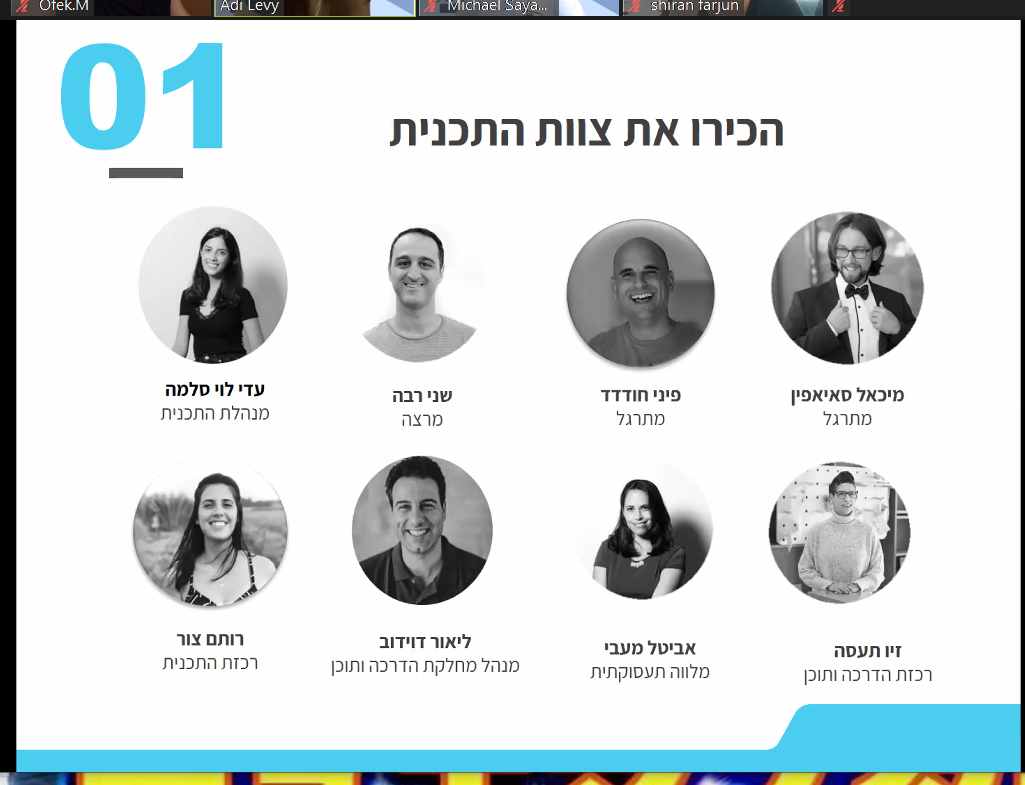 Ofek.M
Adi Levy
Michael Saya...
shiran farjun
01
הכירו את צוות התכנית
מיכאל סאיאפין
מתרגל
פיני חודדד
מתרגל
שני רבה
מרצה
עדי לוי סלמה
מנהלת התכנית
זיו תעסה
רכזת הדרכה ותוכן
אביטל מעבי
מלווה תעסוקתית
ליאור דוידוב
מנהל מחלקת הדרכה ותוכן
רותם צור
רכזת התכנית